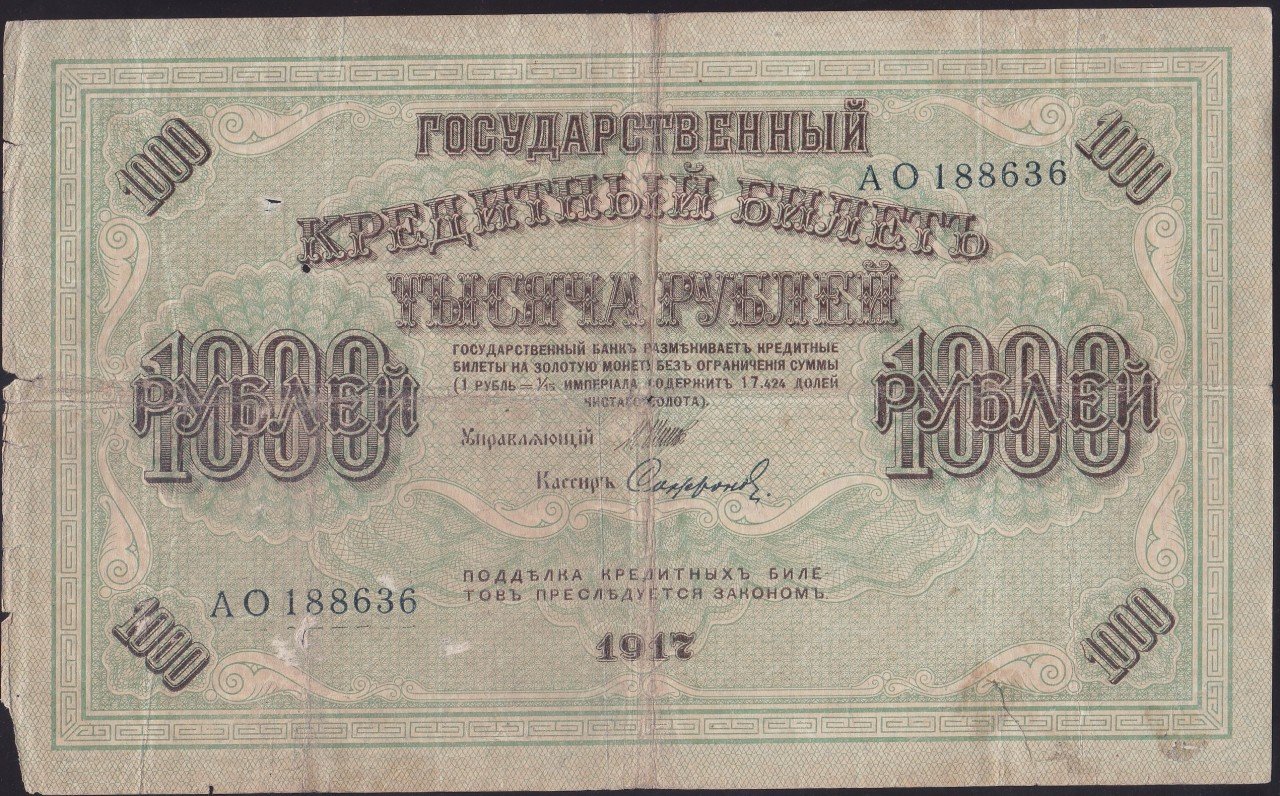 1000
1000
ГОСУДАРСТВЕННЫЙ
АО 188636
КРЕДИТНЫЙ БИЛЕТЪ
ТЫСЯЧА РУБЛЕЙ
1000
РУБЛЕЙ
1000
РУБЛЕЙ
ГОСУДАРСТВЕННЫЙ БАНКЪ РАЗМѢНИВАЕТЪ КРЕДИТНЫЕ
БИЛЕТЫ НА ЗОЛОТУЮ МОНЕТУ БЕЗЪ ОГРАНИЧЕНІЯ СУММЫ
(1 РУБЛЬ = 1/15 ИМПЕРІАЛА, СОДЕРЖИТЪ 17.424 ДОЛЕЙ
ЧИСТАГО ЗОЛОТА).
Управляющій
Кассиръ Сафронов.
ПОДДѢЛКА КРЕДИТНЫХЪ БИЛЕ-
ТОВЪ ПРЕСЛѢДУЕТСЯ ЗАКОНОМЪ.
АО 188636
1917
1000
1000